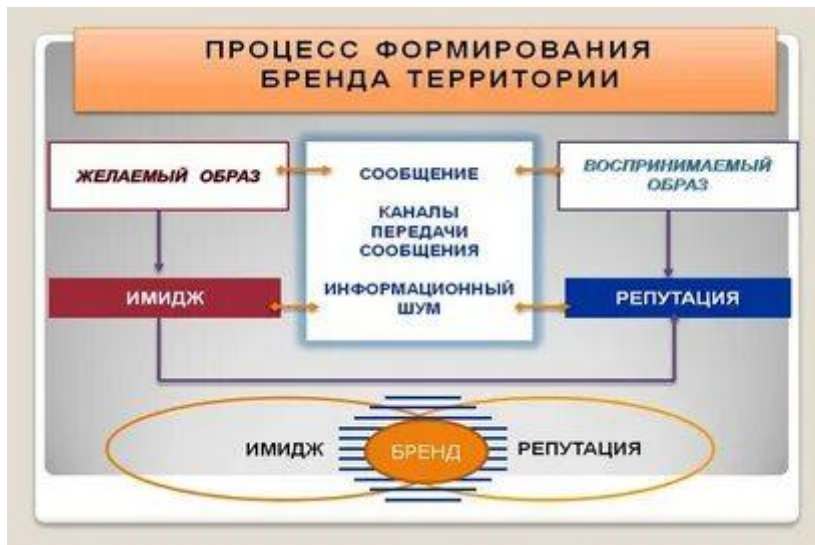 ПРОЦЕСС ФОРМИРОВАНИЯ
БРЕНДА ТЕРРИТОРИИ
ЖЕЛАЕМЫЙ ОБРАЗ
СООБЩЕНИЕ
КАНАЛЫ
ПЕРЕДАЧИ
СООБЩЕНИЯ
ИНФОРМАЦИОННЫЙ
ШУМ
ВОСПРИНИМАЕМЫЙ
ОБРАЗ
ИМИДЖ
РЕПУТАЦИЯ
ИМИДЖ
БРЕНД
РЕПУТАЦИЯ